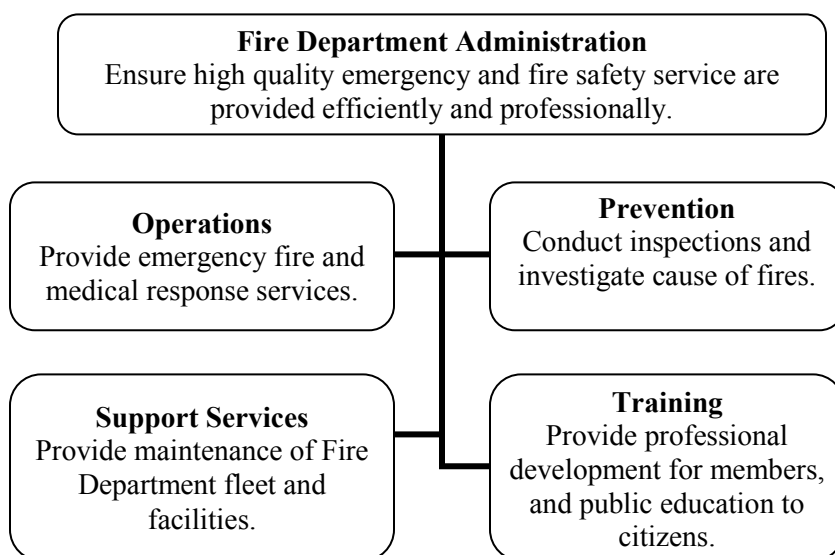 Fire Department Administration
Ensure high quality emergency and fire safety service are
provided efficiently and professionally.
Operations
Provide emergency fire and
medical response services.
Prevention
Conduct inspections and
investigate cause of fires.
Support Services
Provide maintenance of Fire
Department fleet and
facilities.
Training
Provide professional
development for members,
and public education to
citizens.